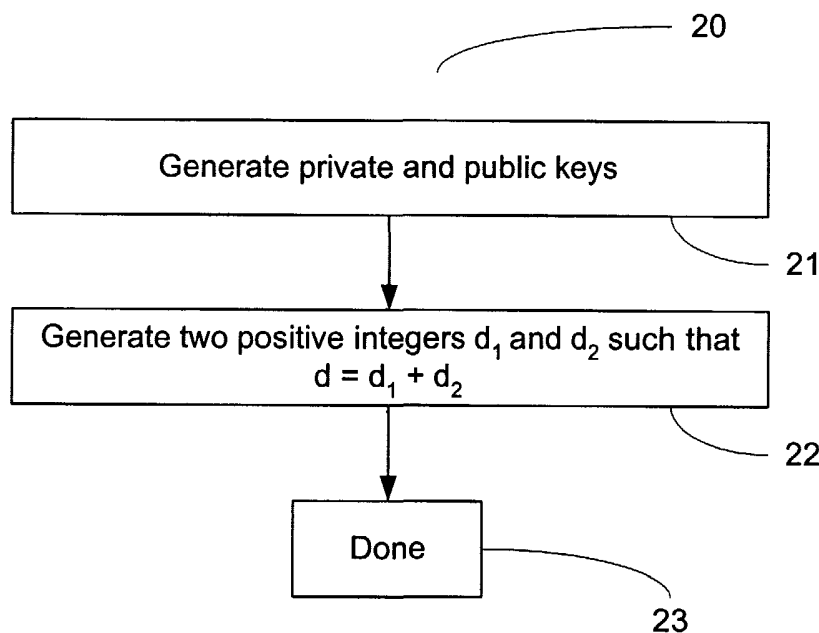 20
Generate private and public keys
21
Generate two positive integers d₁ and d₂ such that
d = d₁ + d₂
22
Done
23